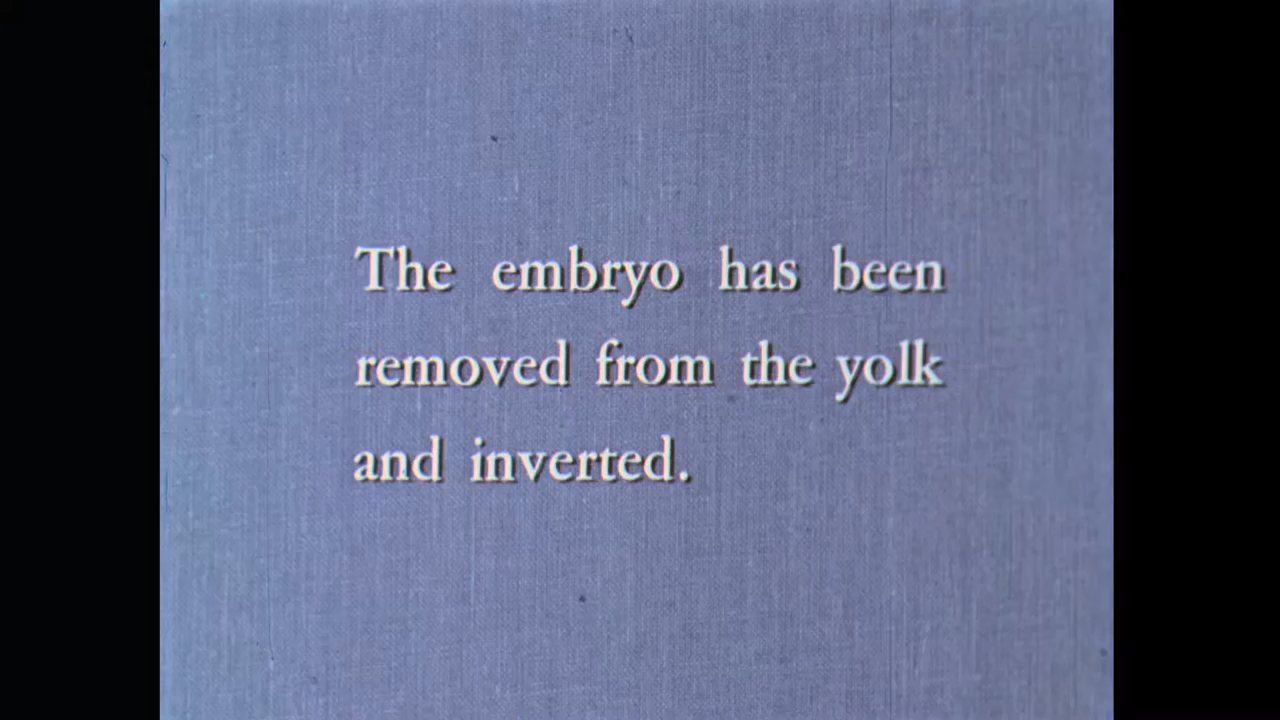 The embryo has been
removed from the yolk
and inverted.